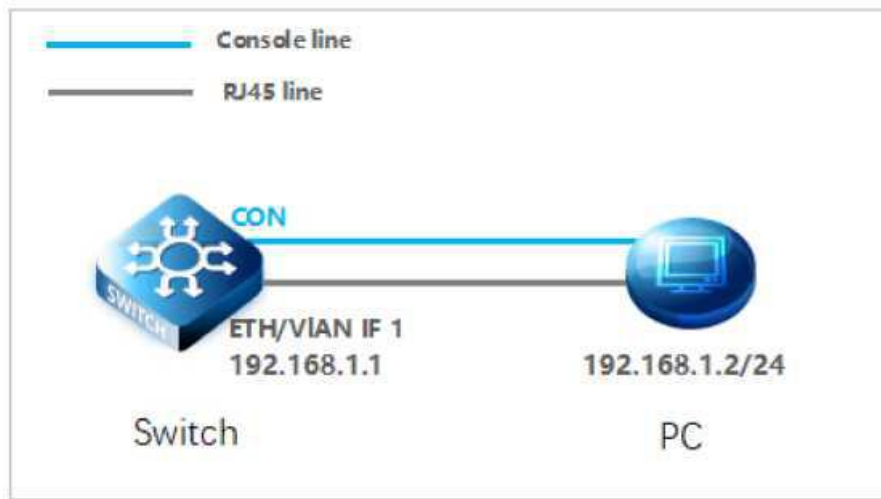 Console line
RJ45 line
CON
SWITCH
ETH/VlAN IF 1
192.168.1.1
192.168.1.2/24
Switch
PC